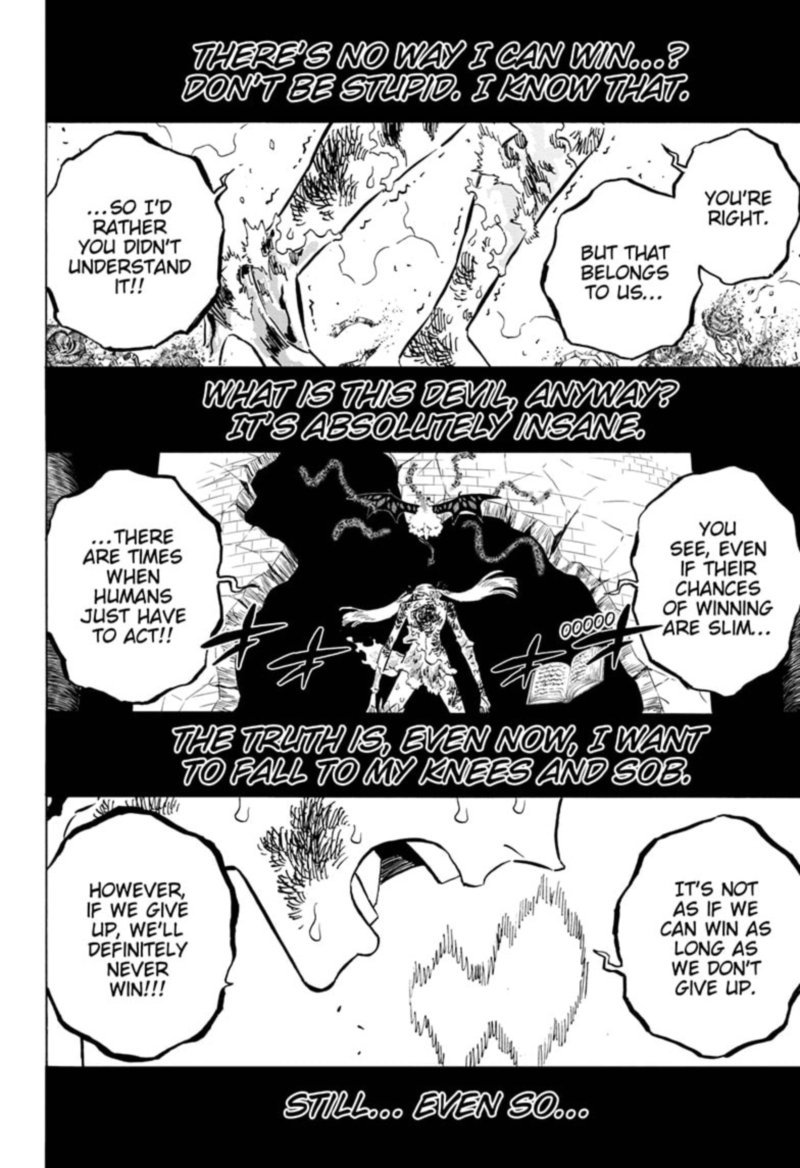 THERE'S NO WAY I CAN WIN...?
DON'T BE STUPID. I KNOW THAT.
YOU'RE
RIGHT.
BUT THAT
BELONGS
TO US...
...SO I'D
RATHER
YOU DIDN'T
UNDERSTAND
IT!!
WHAT IS THIS DEVIL, ANYWAY?
IT'S ABSOLUTELY INSANE.
YOU
SEE, EVEN
IF THEIR
CHANCES
OF WINNING
ARE SLIM...
OOOOO
...THERE
ARE TIMES
WHEN
HUMANS
JUST HAVE
TO ACT!!
THE TRUTH IS, EVEN NOW, I WANT
TO FALL TO MY KNEES AND SOB.
IT'S NOT
AS IF WE
CAN WIN AS
LONG AS
WE DON'T
GIVE UP.
HOWEVER,
IF WE GIVE
UP, WE'LL
DEFINITELY
NEVER
WIN!!!
STILL... EVEN SO...